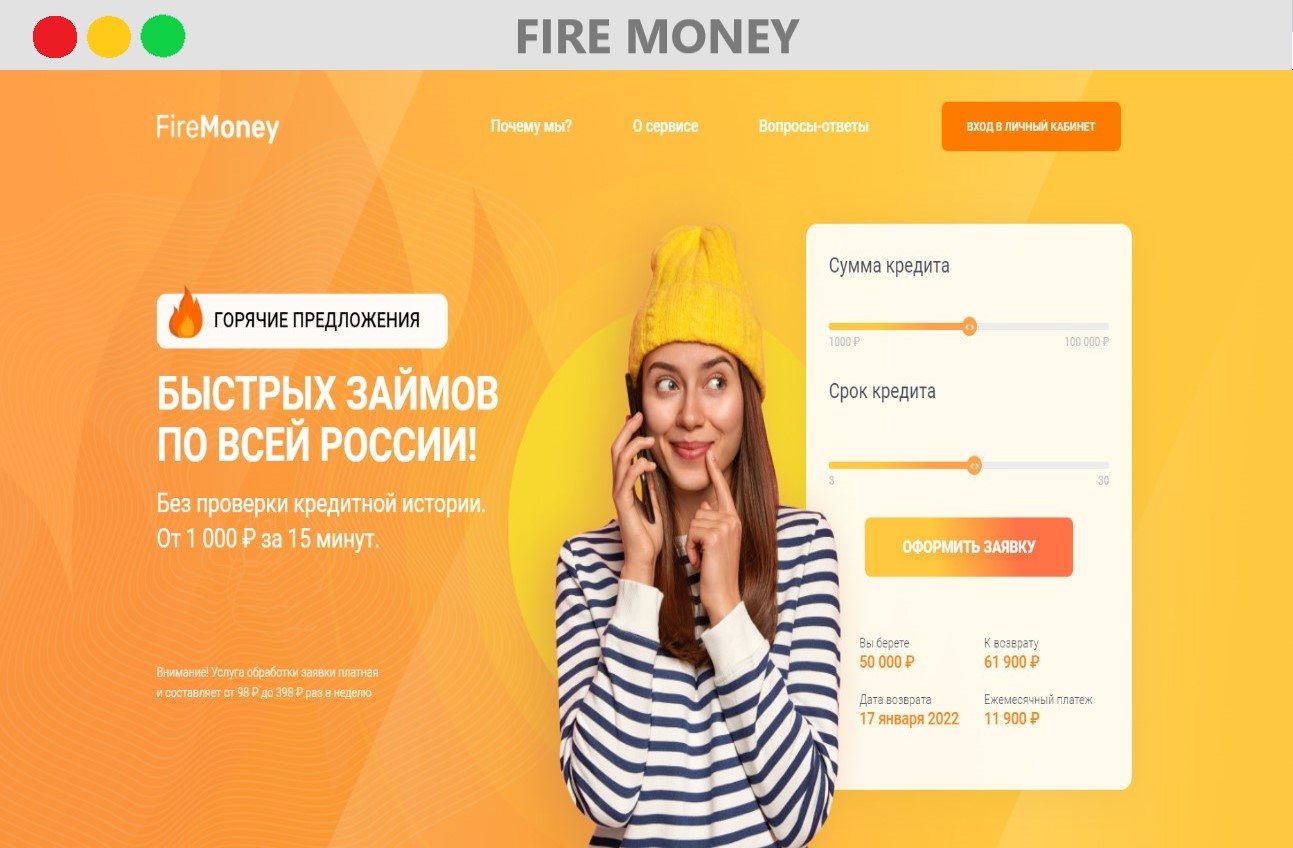 FIRE MONEY
FireMoney
Почему мы?
О сервисе
Вопросы-ответы
ВХОД В ЛИЧНЫЙ КАБИНЕТ
ГОРЯЧИЕ ПРЕДЛОЖЕНИЯ
БЫСТРЫХ ЗАЙМОВ
ПО ВСЕЙ РОССИИ!
Без проверки кредитной истории.
От 1 000 ₽ за 15 минут.
Внимание! Услуга обработки заявки платная
и составляет от 98 ₽ до 398 ₽ раз в неделю
Сумма кредита
1000 ₽
100 000 ₽
Срок кредита
3
30
ОФОРМИТЬ ЗАЯВКУ
Вы берете
50 000 ₽
К возврату
61 900 ₽
Дата возврата
17 января 2022
Ежемесячный платеж
11 900 ₽